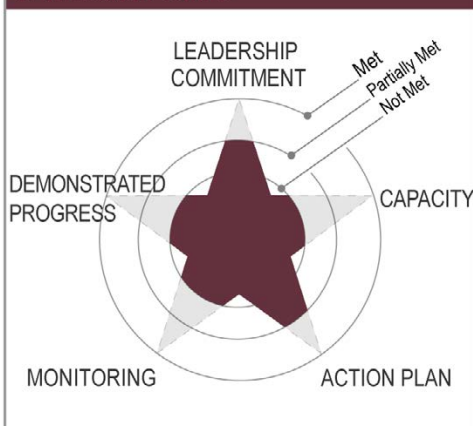 LEADERSHIP
COMMITMENT
Met
Partially Met
Not Met
DEMONSTRATED
PROGRESS
CAPACITY
MONITORING
ACTION PLAN